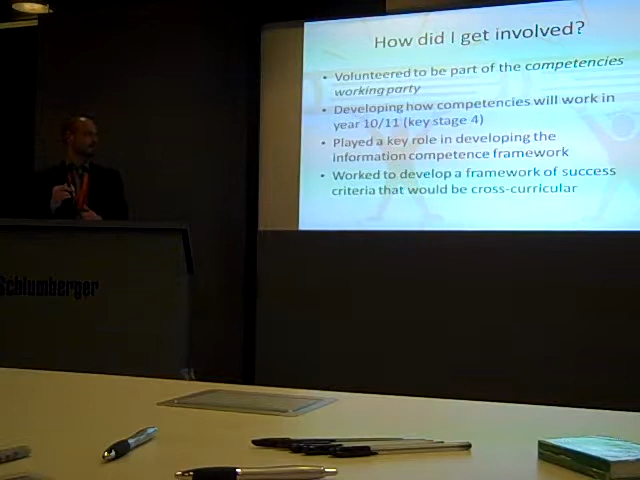 How did I get involved?
• Volunteered to be part of the competencies
working party
• Developing how competencies will work in
year 10/11 (key stage 4)
• Played a key role in developing the
information competence framework
• Worked to develop a framework of success
criteria that would be cross-curricular
Schlumberger